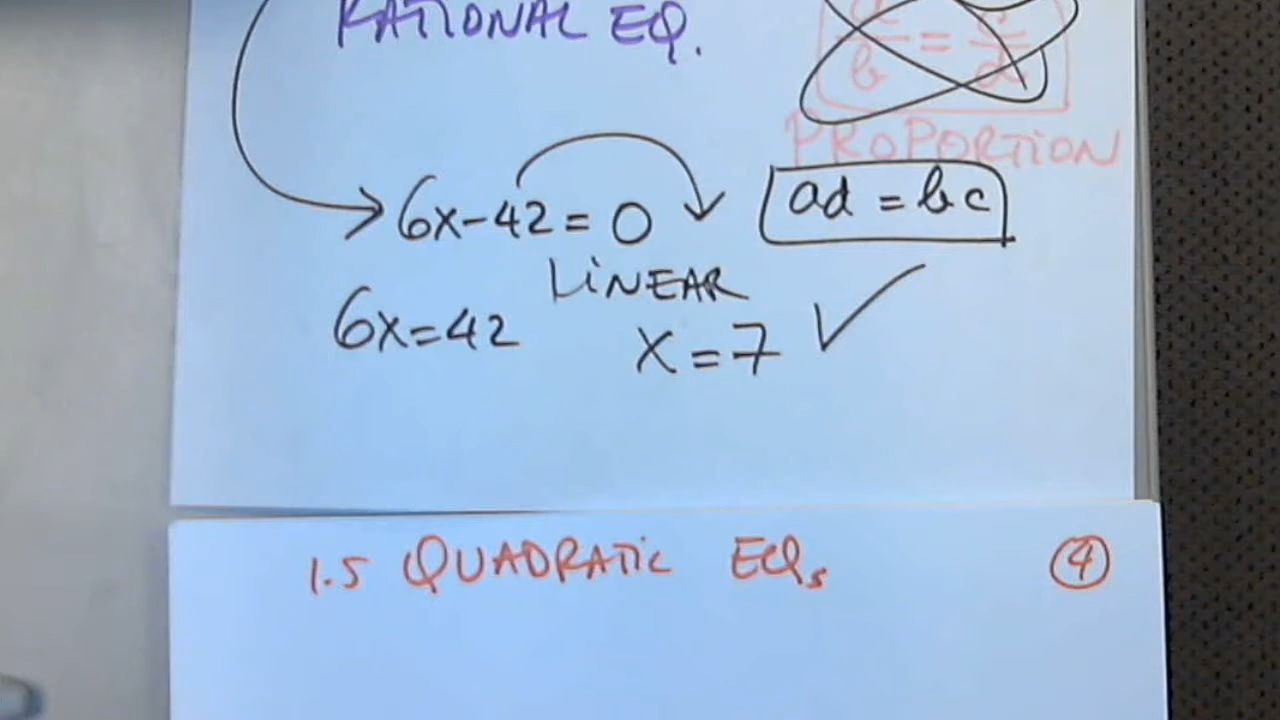 RATIONAL EQ.
a/b = c/d
PROPORTION
6x-42=0
ad = bc
LiNEAR
6x=42
x=7 ✓
1.5 QUADRATiC EQs
4